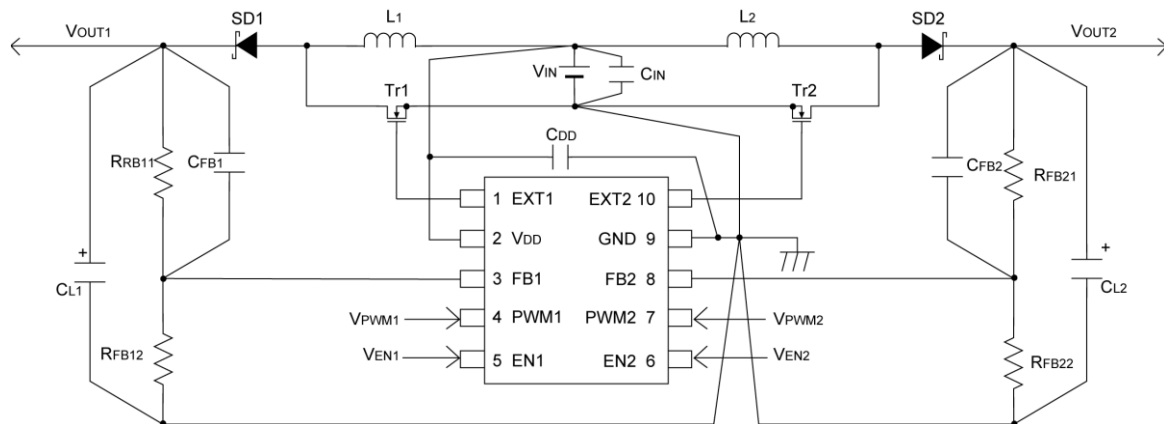 SD1
L1
L2
SD2
VOUT1
VOUT2
VIN
CIN
Tr1
Tr2
CDD
RRB11
CFB1
CFB2
RFB21
1 EXT1
EXT2 10
2 VDD
GND 9
3 FB1
FB2 8
CL1
CL2
VPWM1
4 PWM1
PWM2 7
VPWM2
RFB12
VEN1
5 EN1
EN2 6
VEN2
RFB22
+
+